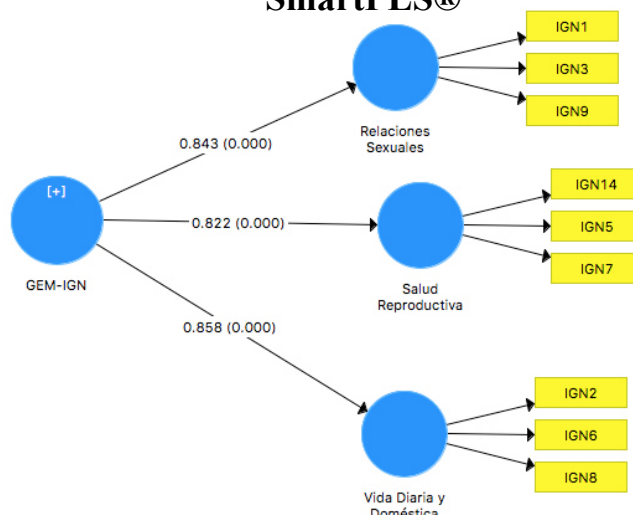 SmartPLS®
IGN1
IGN3
IGN9
Relaciones
Sexuales
0.843 (0.000)
[+]
GEM-IGN
0.822 (0.000)
IGN14
IGN5
IGN7
Salud
Reproductiva
0.858 (0.000)
IGN2
IGN6
IGN8
Vida Diaria y
Doméstica